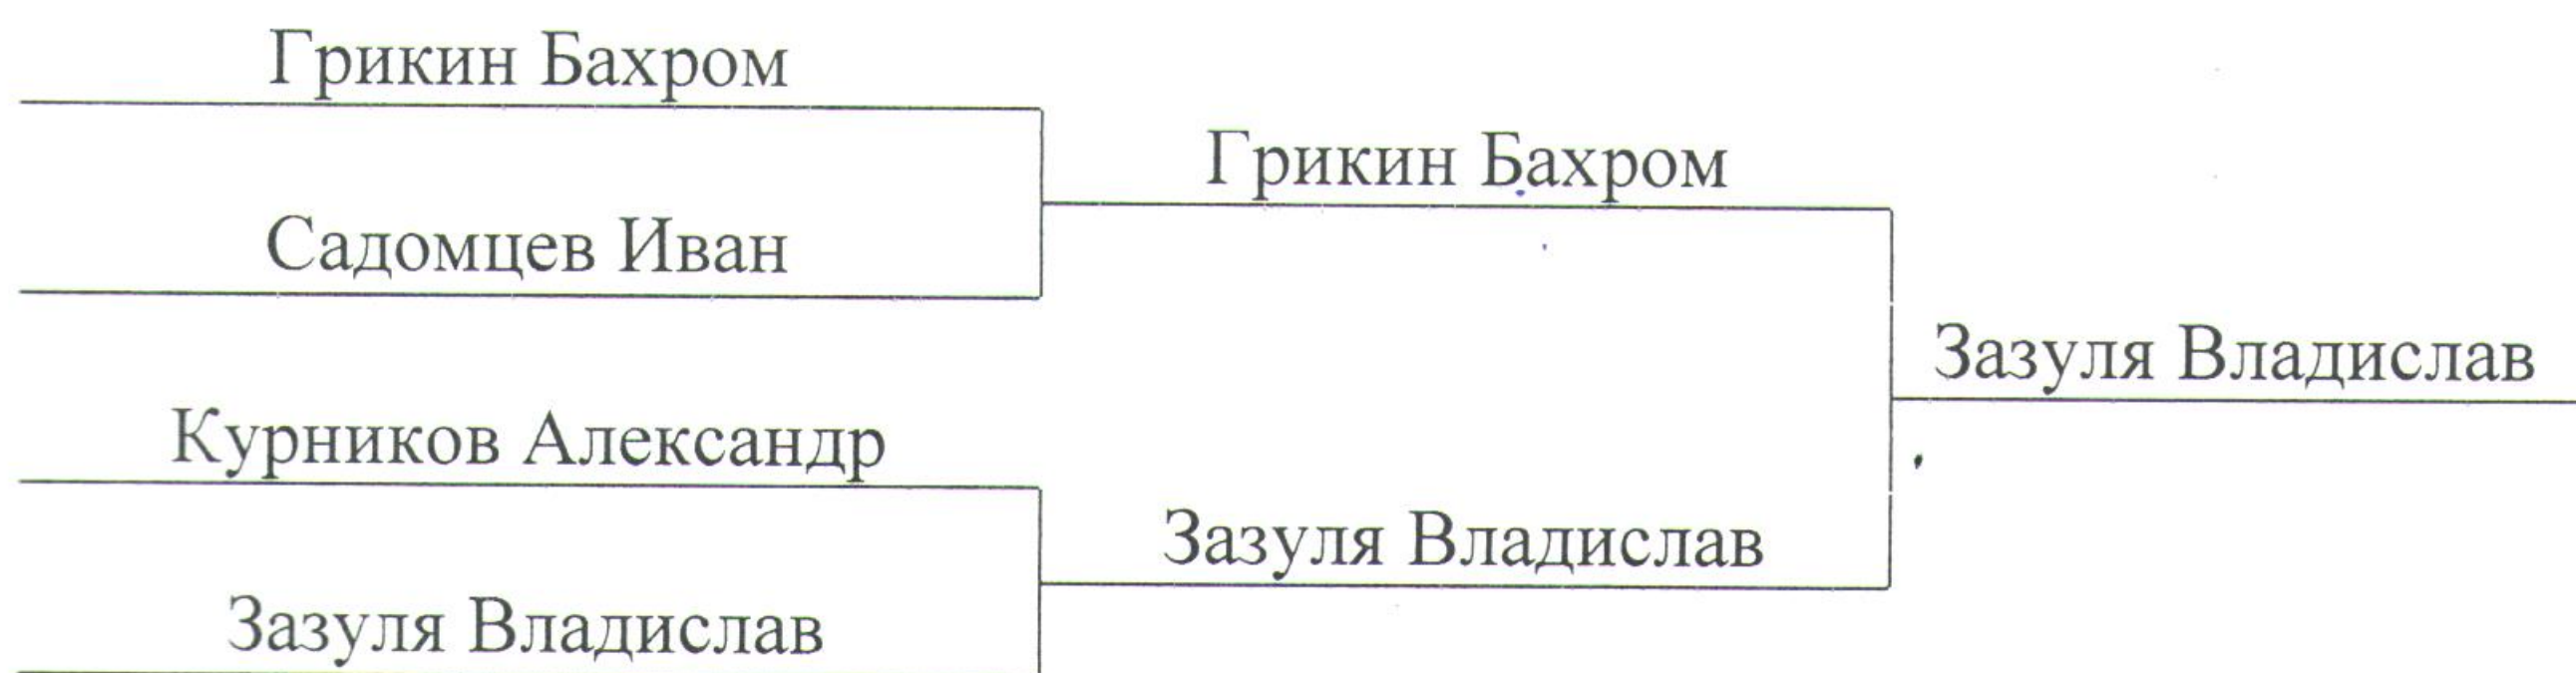 Грикин Бахром
Садомцев Иван
Курников Александр
Зазуля Владислав
Грикин Бахром
Зазуля Владислав
Зазуля Владислав